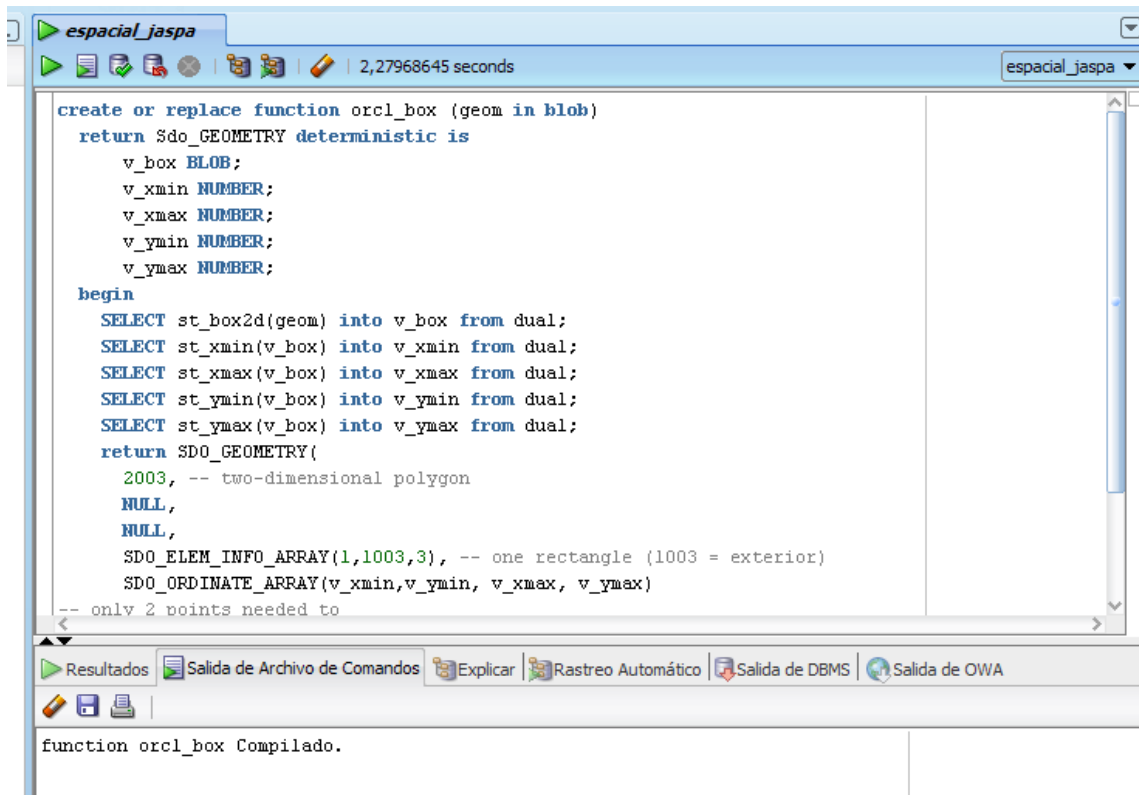 espacial_jaspa
2,27968645 seconds
espacial_jaspa
create or replace function orcl_box (geom in blob)
return Sdo_GEOMETRY deterministic is
v_box BLOB;
v_xmin NUMBER;
v_xmax NUMBER;
v_ymin NUMBER;
v_ymax NUMBER;
begin
SELECT st_box2d(geom) into v_box from dual;
SELECT st_xmin(v_box) into v_xmin from dual;
SELECT st_xmax(v_box) into v_xmax from dual;
SELECT st_ymin(v_box) into v_ymin from dual;
SELECT st_ymax(v_box) into v_ymax from dual;
return SDO_GEOMETRY(
2003, -- two-dimensional polygon
NULL,
NULL,
SDO_ELEM_INFO_ARRAY(1,1003,3), -- one rectangle (1003 = exterior)
SDO_ORDINATE_ARRAY(v_xmin,v_ymin, v_xmax, v_ymax)
-- only 2 points needed to
Resultados Salida de Archivo de Comandos Explicar Rastreo Automático Salida de DBMS Salida de OWA
function orcl_box Compilado.